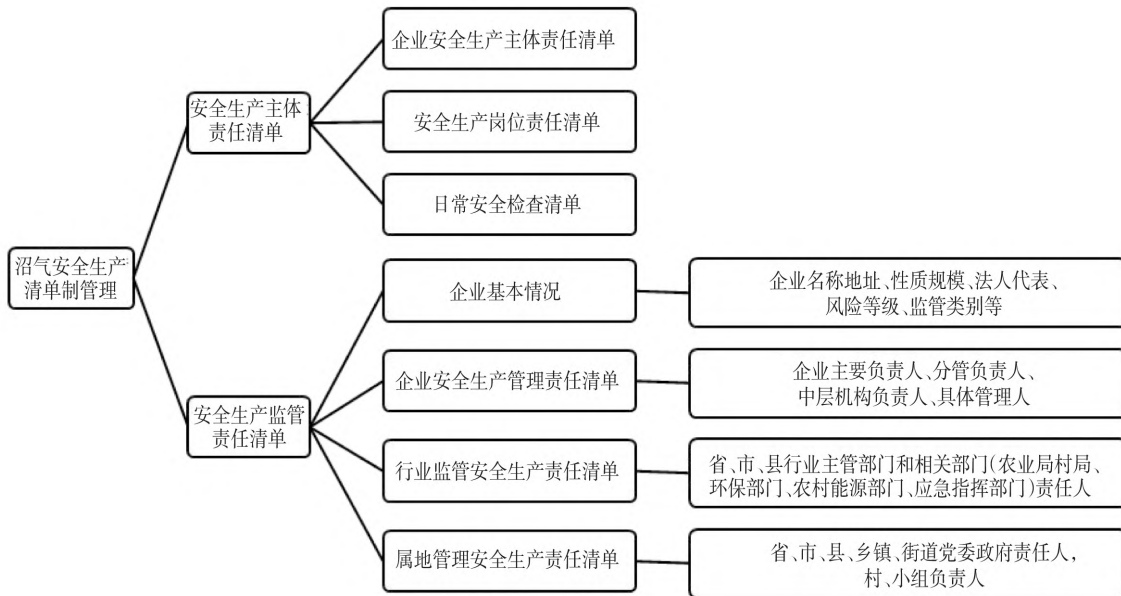 沼气安全生产
清单制管理
安全生产主体
责任清单
企业安全生产主体责任清单
安全生产岗位责任清单
日常安全检查清单
安全生产监管
责任清单
企业基本情况
企业名称地址、性质规模、法人代表、
风险等级、监管类别等
企业安全生产管理责任清单
企业主要负责人、分管负责人、
中层机构负责人、具体管理人
行业监管安全生产责任清单
省、市、县行业主管部门和相关部门(农业局村局、
环保部门、农村能源部门、应急指挥部门)责任人
属地管理安全生产责任清单
省、市、县、乡镇、街道党委政府责任人,
村、小组负责人